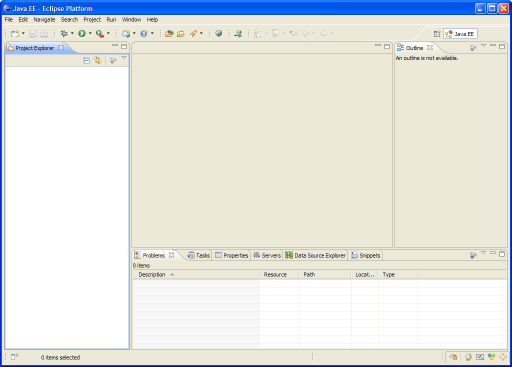 Java EE - Eclipse Platform
File Edit Navigate Search Project Run Window Help
Java EE
Project Explorer
Outline
An outline is not available.
Problems Tasks Properties Servers Data Source Explorer Snippets
0 items
Description Resource Path Locat... Type
0 items selected